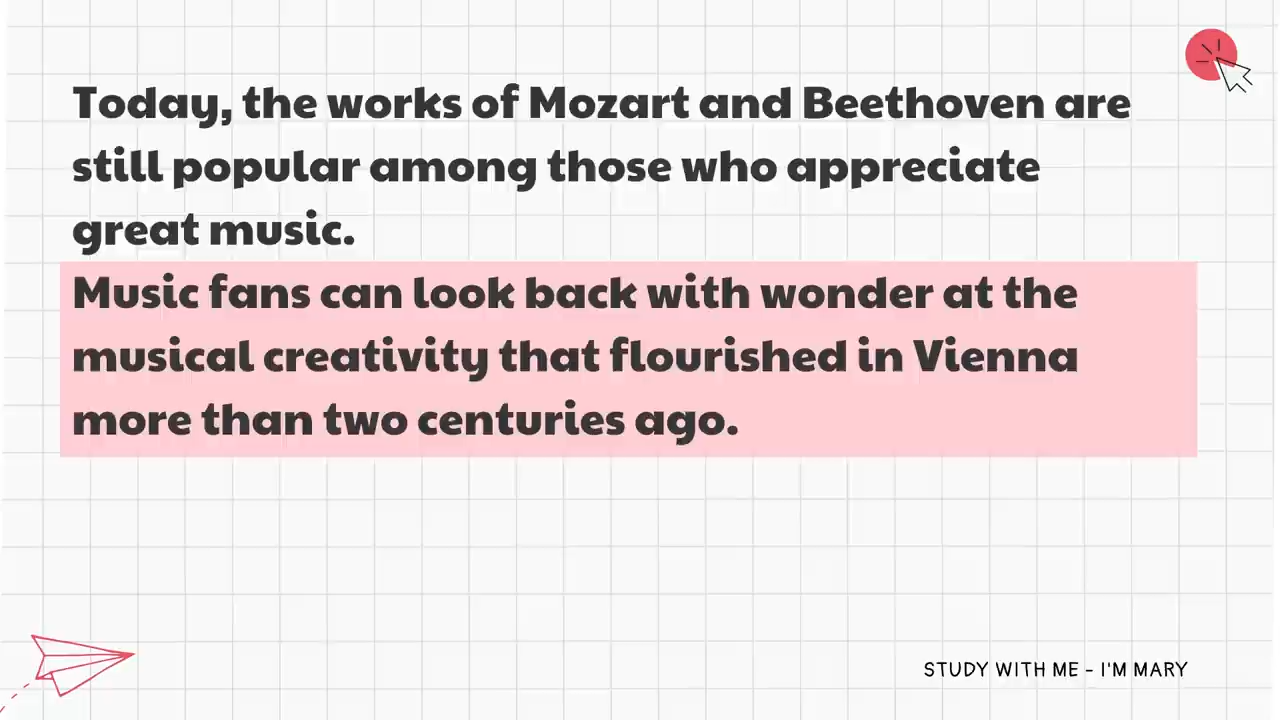 Today, the works of Mozart and Beethoven are
still popular among those who appreciate
great music.
Music fans can look back with wonder at the
musical creativity that flourished in Vienna
more than two centuries ago.
STUDY WITH ME - I'M MARY